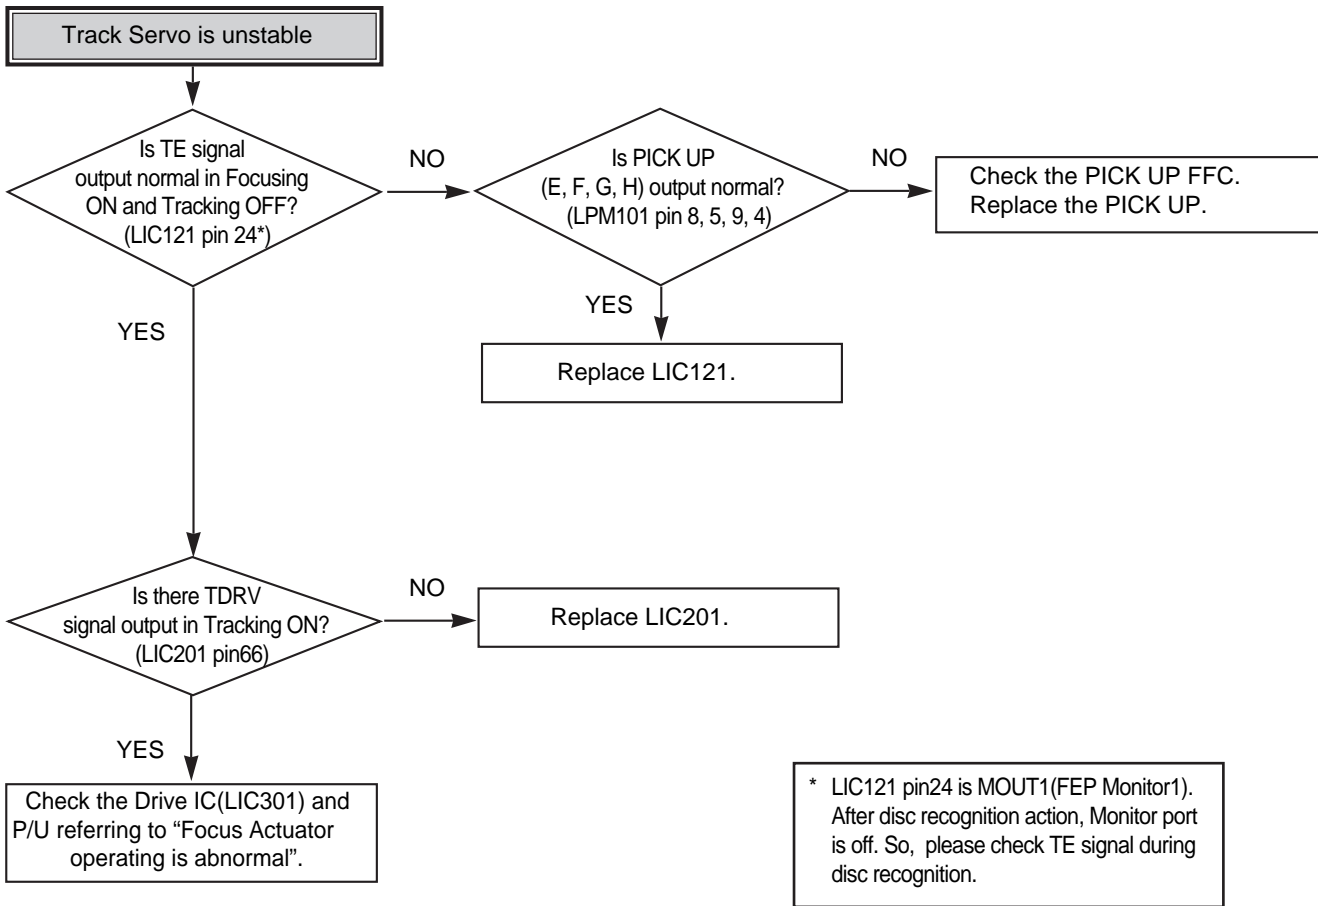 Track Servo is unstable
Is TE signal
output normal in Focusing
ON and Tracking OFF?
(LIC121 pin 24*)
NO
Is PICK UP
(E, F, G, H) output normal?
(LPM101 pin 8, 5, 9, 4)
NO
Check the PICK UP FFC.
Replace the PICK UP.
YES
YES
Replace LIC121.
Is there TDRV
signal output in Tracking ON?
(LIC201 pin66)
NO
Replace LIC201.
YES
Check the Drive IC(LIC301) and
P/U referring to “Focus Actuator
operating is abnormal”.
* LIC121 pin24 is MOUT1(FEP Monitor1).
After disc recognition action, Monitor port
is off. So, please check TE signal during
disc recognition.